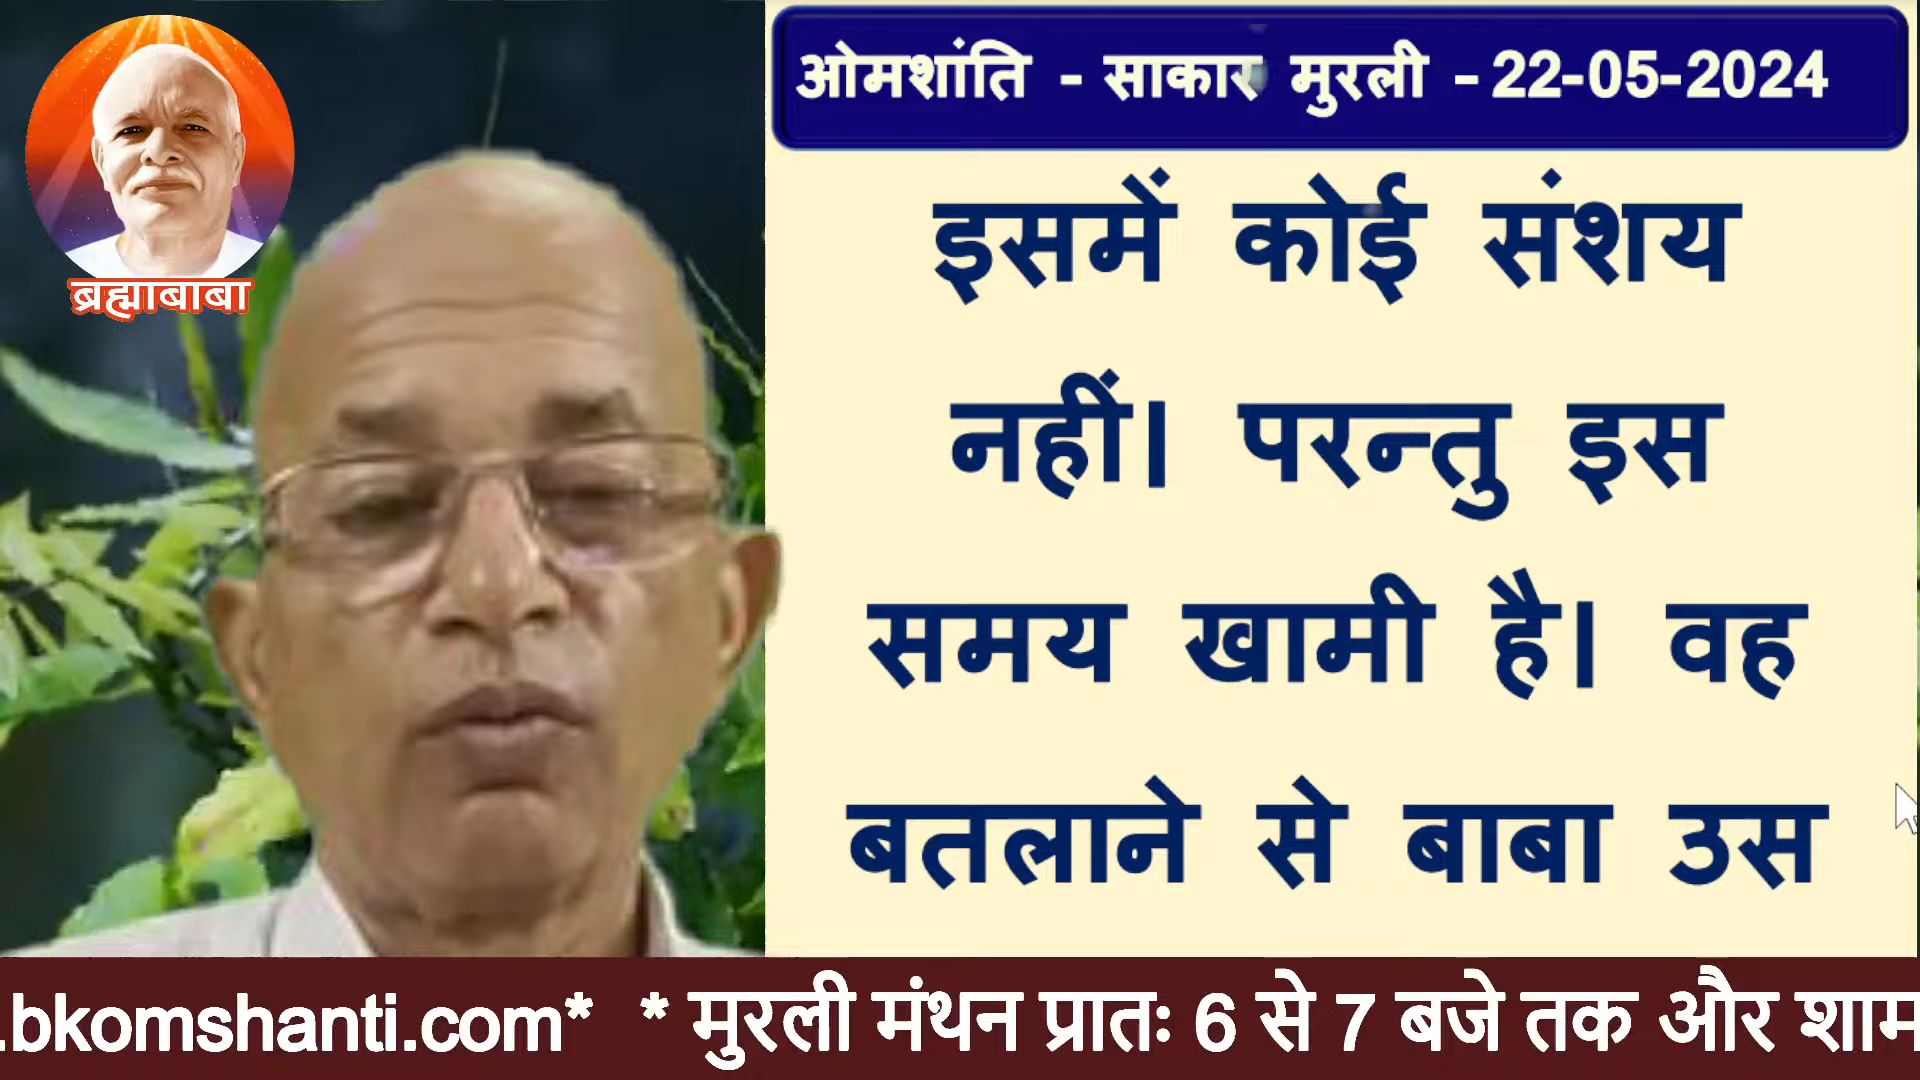 ब्रह्माबाबा
ओमशांति - साकार मुरली - 22-05-2024
इसमें कोई संशय
नहीं। परन्तु इस
समय खामी है। वह
बतलाने से बाबा उस
.bkomshanti.com* * मुरली मंथन प्रातः 6 से 7 बजे तक और शाम